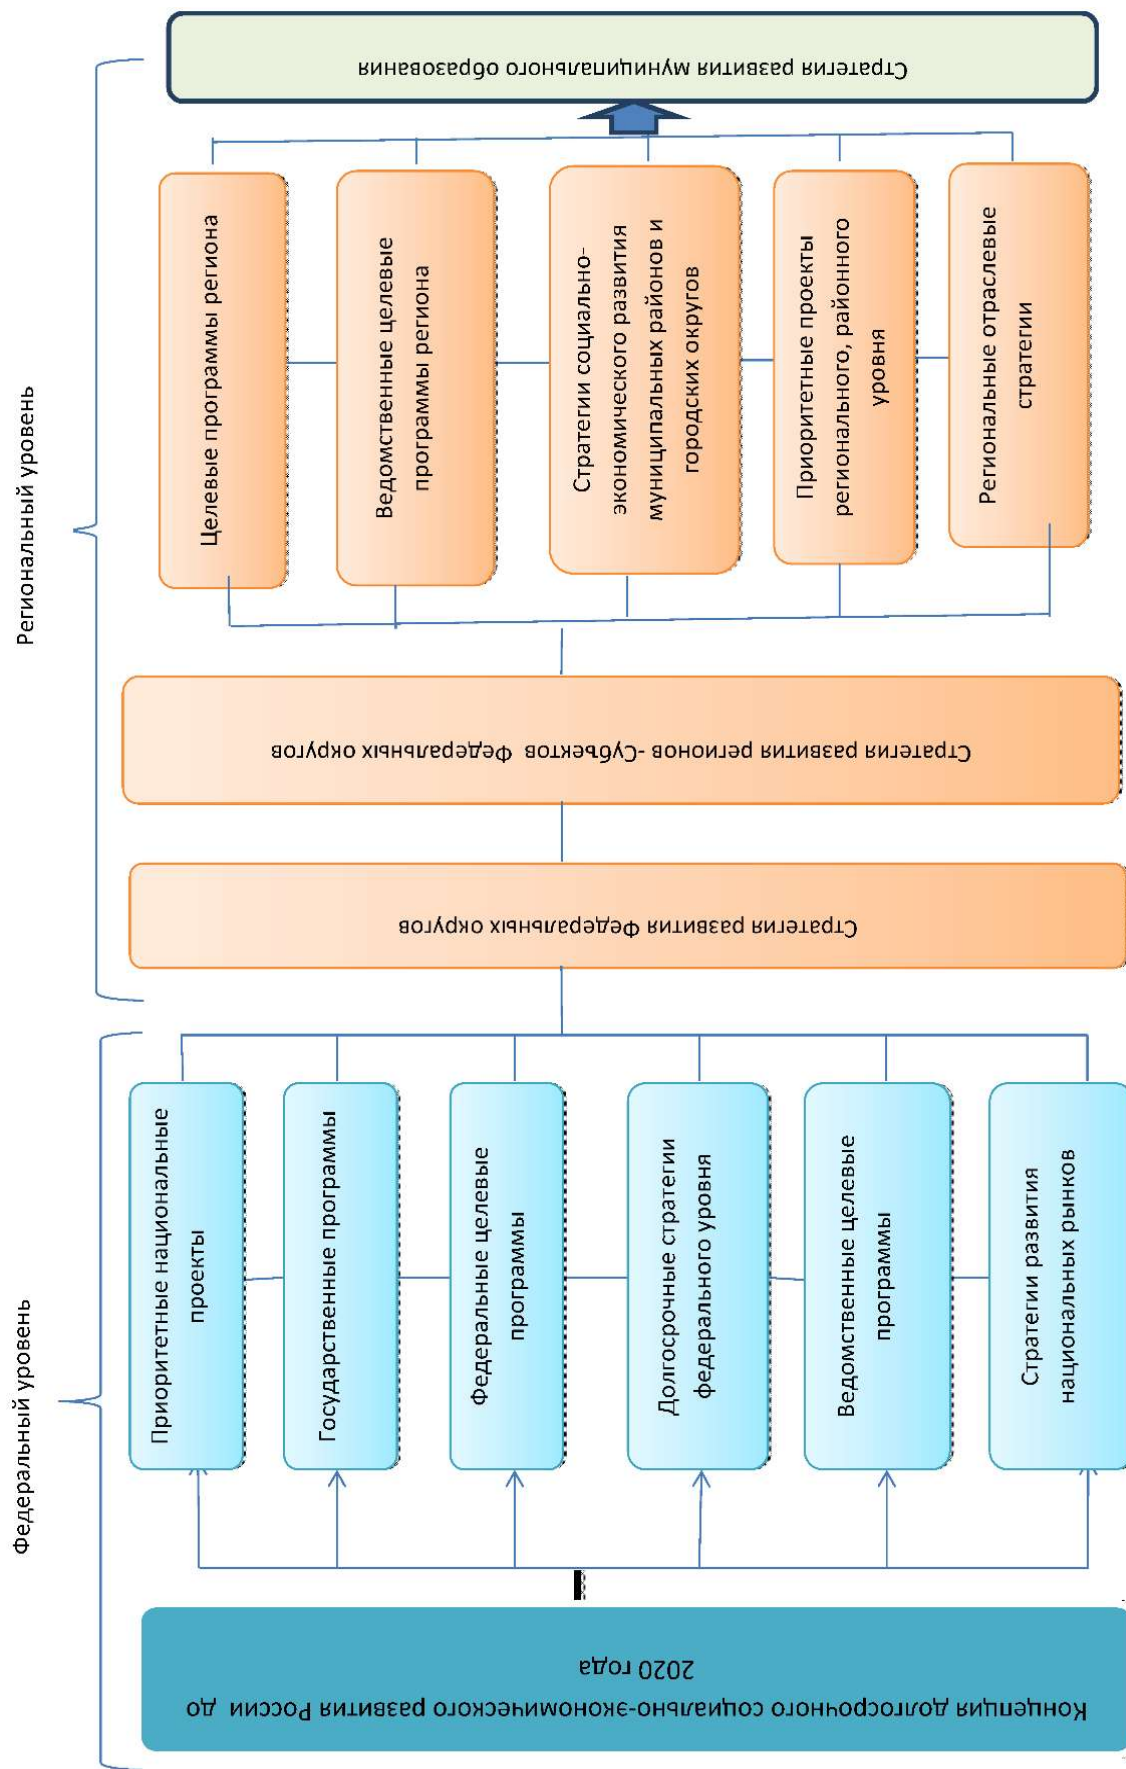 Федеральный уровень
Региональный уровень
Концепция долгосрочного социально-экономического развития России до
2020 года
Приоритетные национальные
проекты
Государственные программы
Федеральные целевые
программы
Долгосрочные стратегии
федерального уровня
Ведомственные целевые
программы
Стратегии развития
национальных рынков
Стратегия развития Федеральных округов
Стратегия развития регионов -Субъектов Федеральных округов
Целевые программы региона
Ведомственные целевые
программы региона
Стратегии социально-
экономического развития
муниципальных районов и
городских округов
Приоритетные проекты
регионального, районного
уровня
Региональные отраслевые
стратегии
Стратегия развития муниципального образования